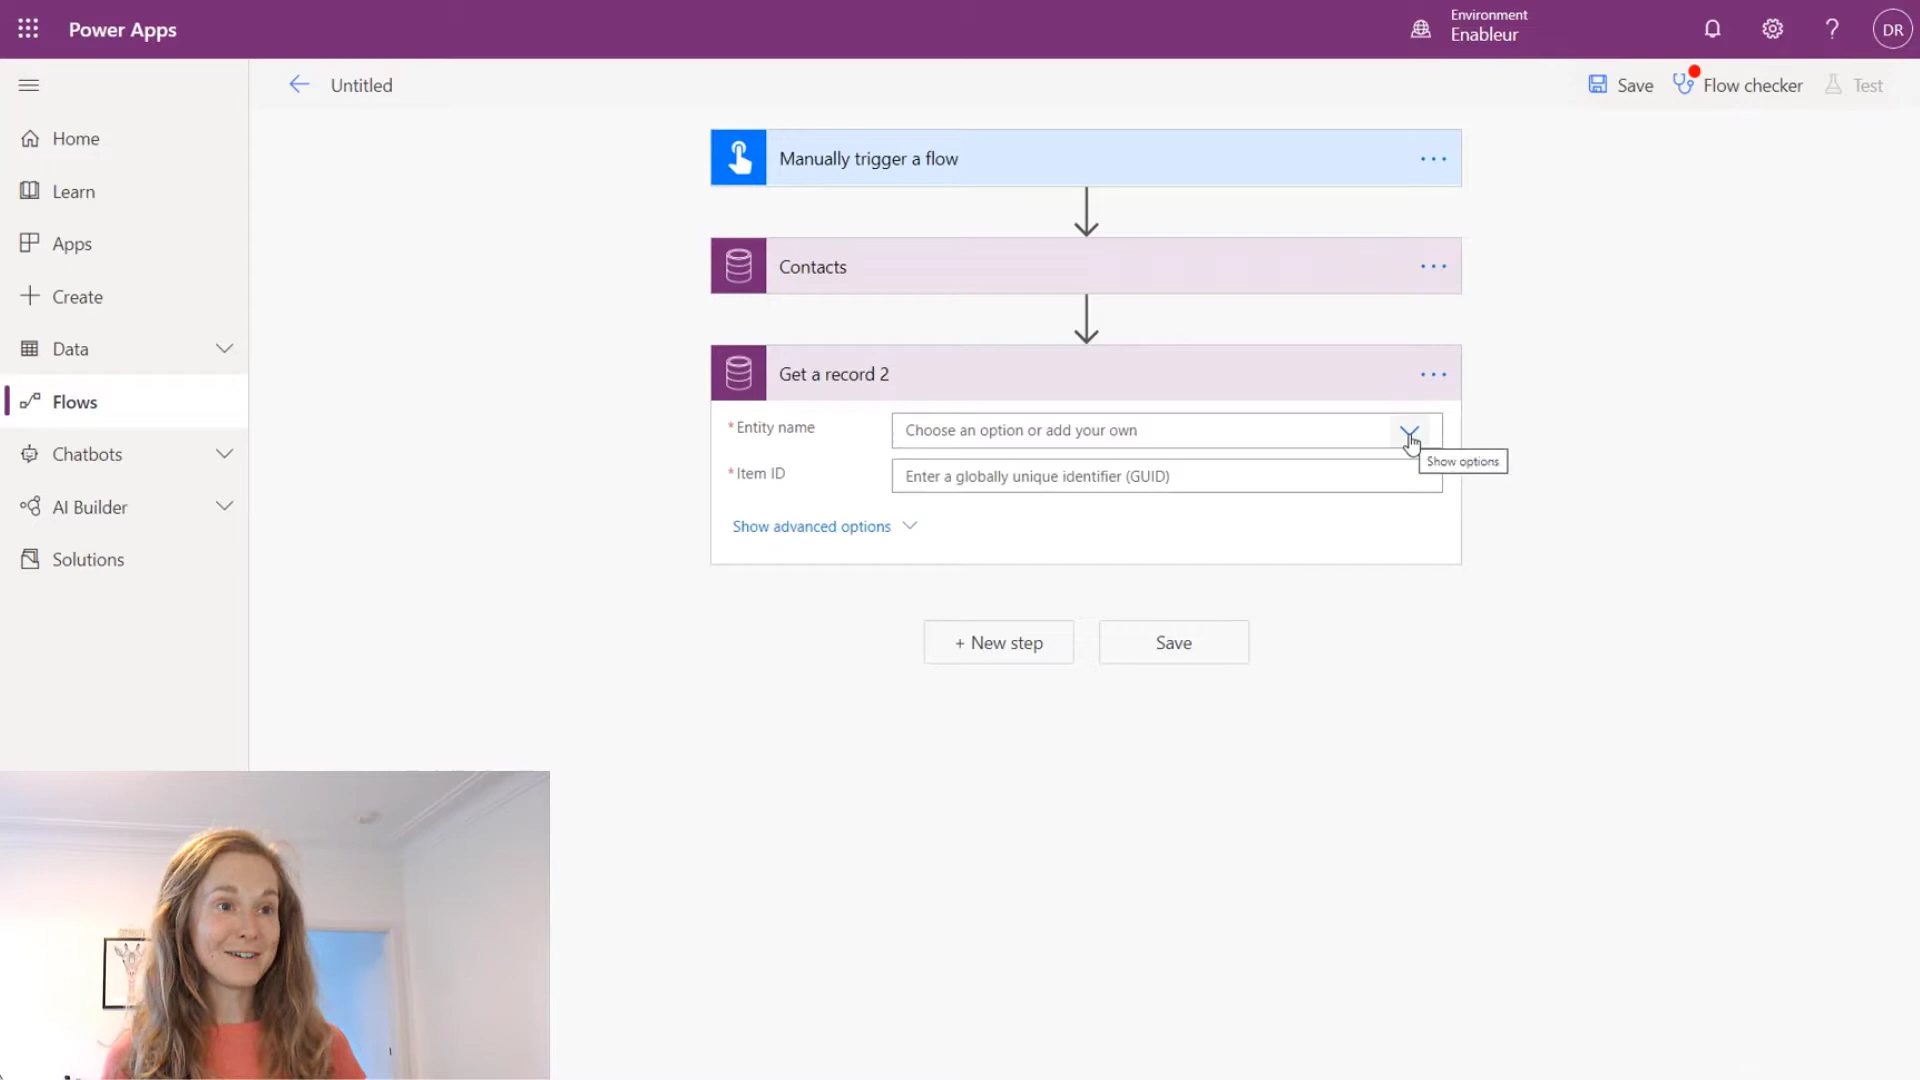 Power Apps
Environment
Enableur
?
DR
Untitled
Save
Flow checker
Test
Home
Learn
Apps
Create
Data
Flows
Chatbots
AI Builder
Solutions
Manually trigger a flow
...
Contacts
...
Get a record 2
...
* Entity name
Choose an option or add your own
Show options
* Item ID
Enter a globally unique identifier (GUID)
Show advanced options
+ New step
Save